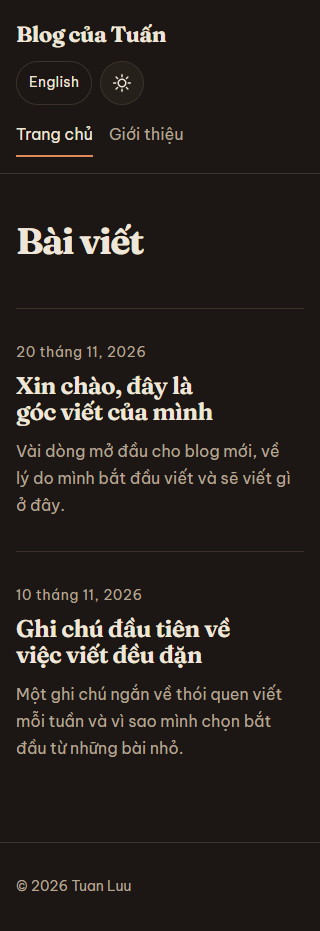 Blog của Tuấn
English
Trang chủ Giới thiệu
Bài viết
20 tháng 11, 2026
Xin chào, đây là
góc viết của mình
Vài dòng mở đầu cho blog mới, về
lý do mình bắt đầu viết và sẽ viết gì
ở đây.
10 tháng 11, 2026
Ghi chú đầu tiên về
việc viết đều đặn
Một ghi chú ngắn về thói quen viết
mỗi tuần và vì sao mình chọn bắt
đầu từ những bài nhỏ.
© 2026 Tuan Luu